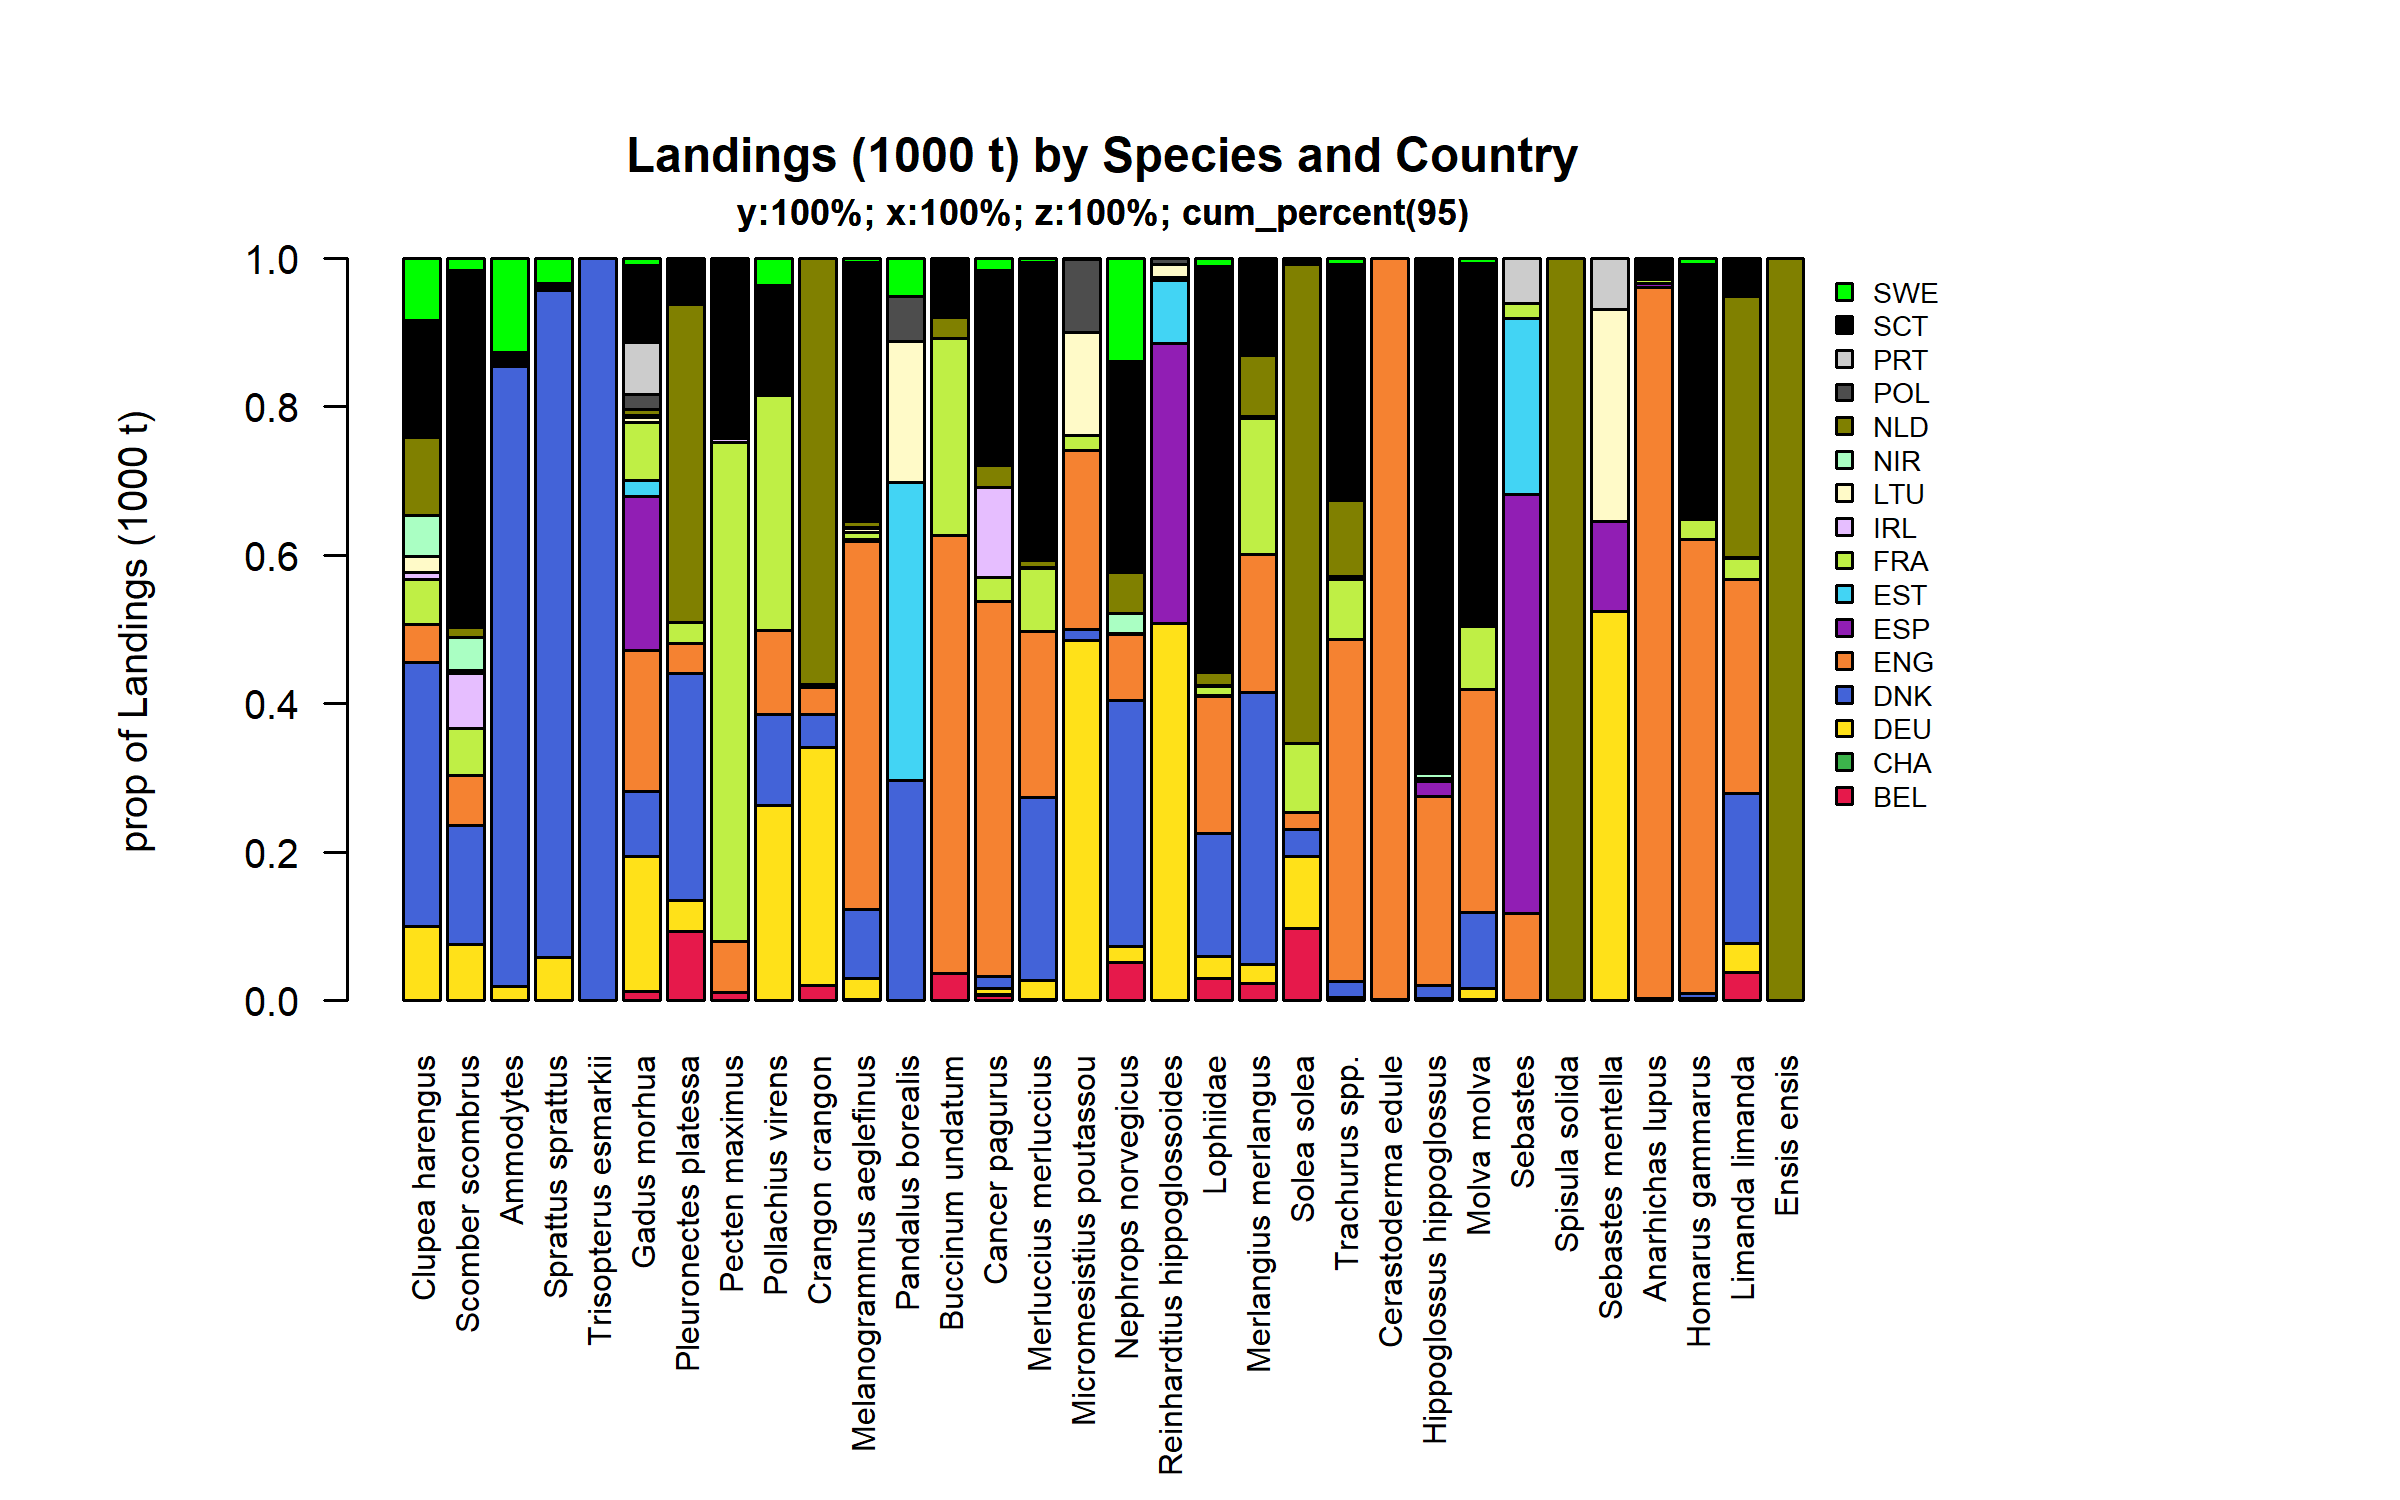 Landings (1000 t) by Species and Country
y:100%; x:100%; z:100%; cum_percent(95)
prop of Landings (1000 t)
1.0
0.8
0.6
0.4
0.2
0.0
SWE
SCT
PRT
POL
NLD
NIR
LTU
IRL
FRA
EST
ESP
ENG
DNK
DEU
CHA
BEL
Clupea harengus
Scomber scombrus
Ammodytes
Sprattus sprattus
Trisopterus esmarkii
Gadus morhua
Pleuronectes platessa
Pecten maximus
Pollachius virens
Crangon crangon
Melanogrammus aeglefinus
Pandalus borealis
Buccinum undatum
Cancer pagurus
Merluccius merluccius
Micromesistius poutassou
Nephrops norvegicus
Reinhardtius hippoglossoides
Lophiidae
Merlangius merlangus
Solea solea
Trachurus spp.
Cerastoderma edule
Hippoglossus hippoglossus
Molva molva
Sebastes
Spisula solida
Sebastes mentella
Anarhichas lupus
Homarus gammarus
Limanda limanda
Ensis ensis